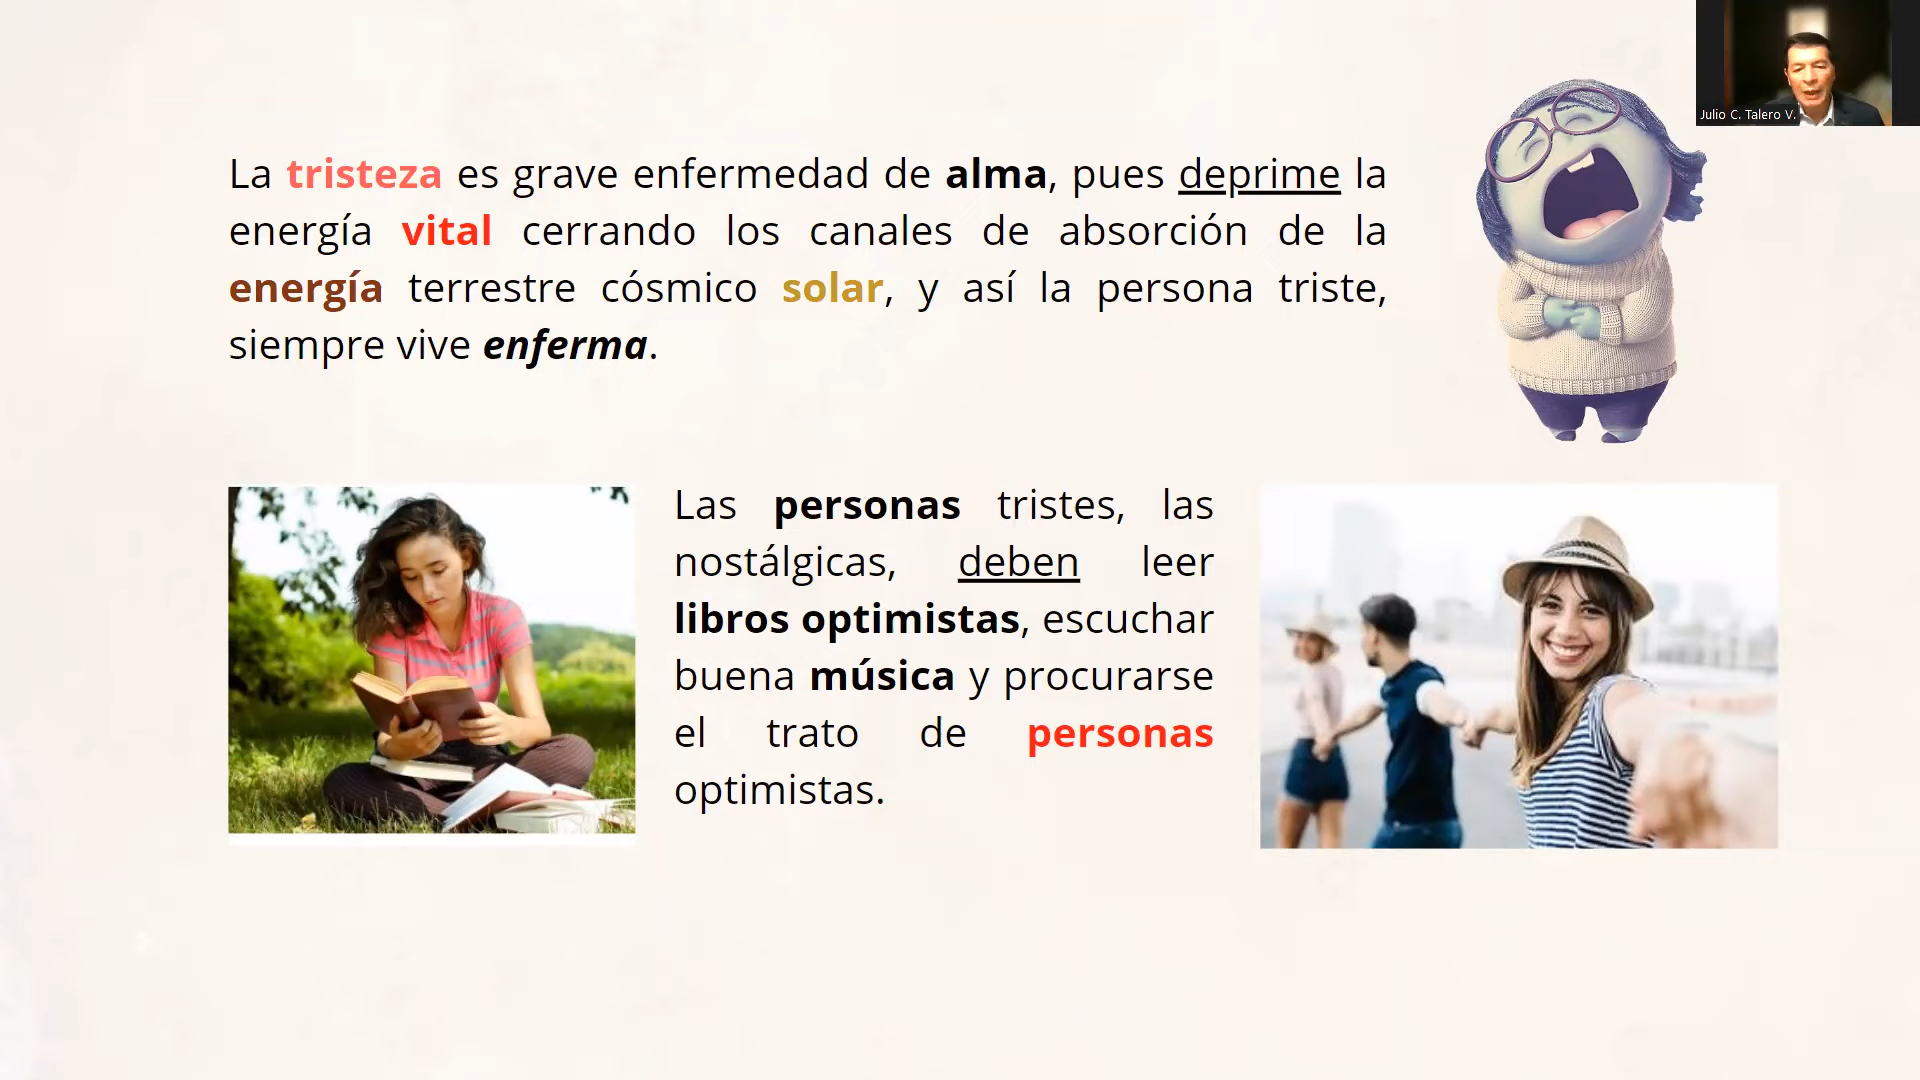 Julio C. Talero V.
La tristeza es grave enfermedad de alma, pues deprime la
energía vital cerrando los canales de absorción de la
energía terrestre cósmico solar, y así la persona triste,
siempre vive enferma.
Las personas tristes, las
nostálgicas, deben leer
libros optimistas, escuchar
buena música y procurarse
el trato de personas
optimistas.